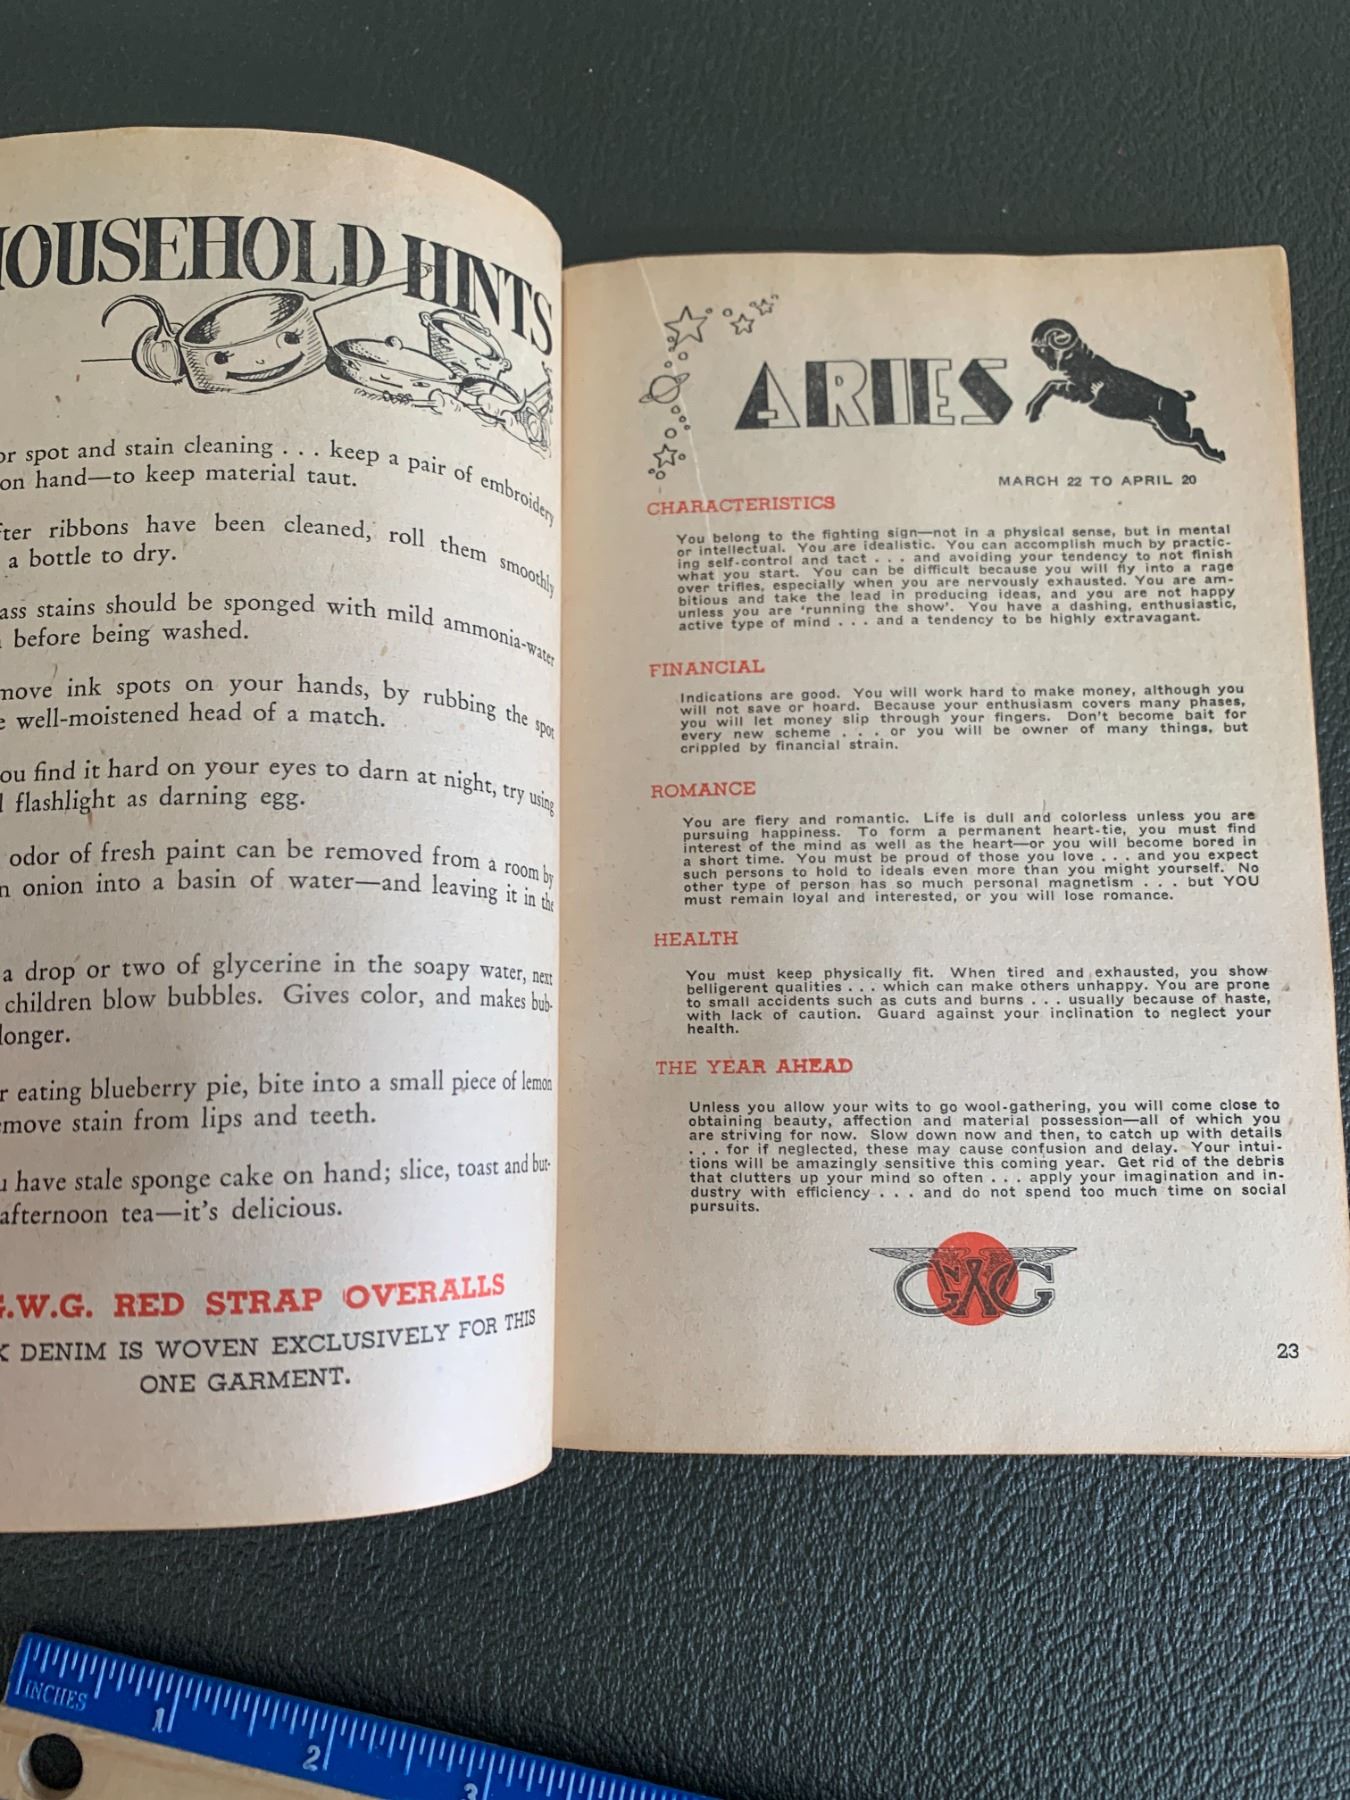 HOUSEHOLD HINTS
or spot and stain cleaning . . . keep a pair of embroidery
on hand—to keep material taut.
fter ribbons have been cleaned, roll them smoothly
a bottle to dry.
ass stains should be sponged with mild ammonia-water
before being washed.
move ink spots on your hands, by rubbing the spot
e well-moistened head of a match.
ou find it hard on your eyes to darn at night, try using
l flashlight as darning egg.
odor of fresh paint can be removed from a room by
n onion into a basin of water—and leaving it in the
a drop or two of glycerine in the soapy water, next
children blow bubbles. Gives color, and makes bub-
longer.
r eating blueberry pie, bite into a small piece of lemon
emove stain from lips and teeth.
u have stale sponge cake on hand; slice, toast and but-
afternoon tea—it's delicious.
G.W.G. RED STRAP OVERALLS
K DENIM IS WOVEN EXCLUSIVELY FOR THIS
ONE GARMENT.
ARIES
MARCH 22 TO APRIL 20
CHARACTERISTICS
You belong to the fighting sign—not in a physical sense, but in mental
or intellectual. You are idealistic. You can accomplish much by practic-
ing self-control and tact . . . and avoiding your tendency to not finish
what you start. You can be difficult because you will fly into a rage
over trifles, especially when you are nervously exhausted. You are am-
bitious and take the lead in producing ideas, and you are not happy
unless you are 'running the show'. You have a dashing, enthusiastic,
active type of mind . . . and a tendency to be highly extravagant.
FINANCIAL
Indications are good. You will work hard to make money, although you
will not save or hoard. Because your enthusiasm covers many phases,
you will let money slip through your fingers. Don't become bait for
every new scheme . . . or you will be owner of many things, but
crippled by financial strain.
ROMANCE
You are fiery and romantic. Life is dull and colorless unless you are
pursuing happiness. To form a permanent heart-tie, you must find
interest of the mind as well as the heart—or you will become bored in
a short time. You must be proud of those you love . . . and you expect
such persons to hold to ideals even more than you might yourself. No
other type of person has so much personal magnetism . . . but YOU
must remain loyal and interested, or you will lose romance.
HEALTH
You must keep physically fit. When tired and exhausted, you show
belligerent qualities . . . which can make others unhappy. You are prone
to small accidents such as cuts and burns . . . usually because of haste,
with lack of caution. Guard against your inclination to neglect your
health.
THE YEAR AHEAD
Unless you allow your wits to go wool-gathering, you will come close to
obtaining beauty, affection and material possession—all of which you
are striving for now. Slow down now and then, to catch up with details
. . . for if neglected, these may cause confusion and delay. Your intui-
tions will be amazingly sensitive this coming year. Get rid of the debris
that clutters up your mind so often . . . apply your imagination and in-
dustry with efficiency . . . and do not spend too much time on social
pursuits.
GWG
23
INCHES
1
2
3